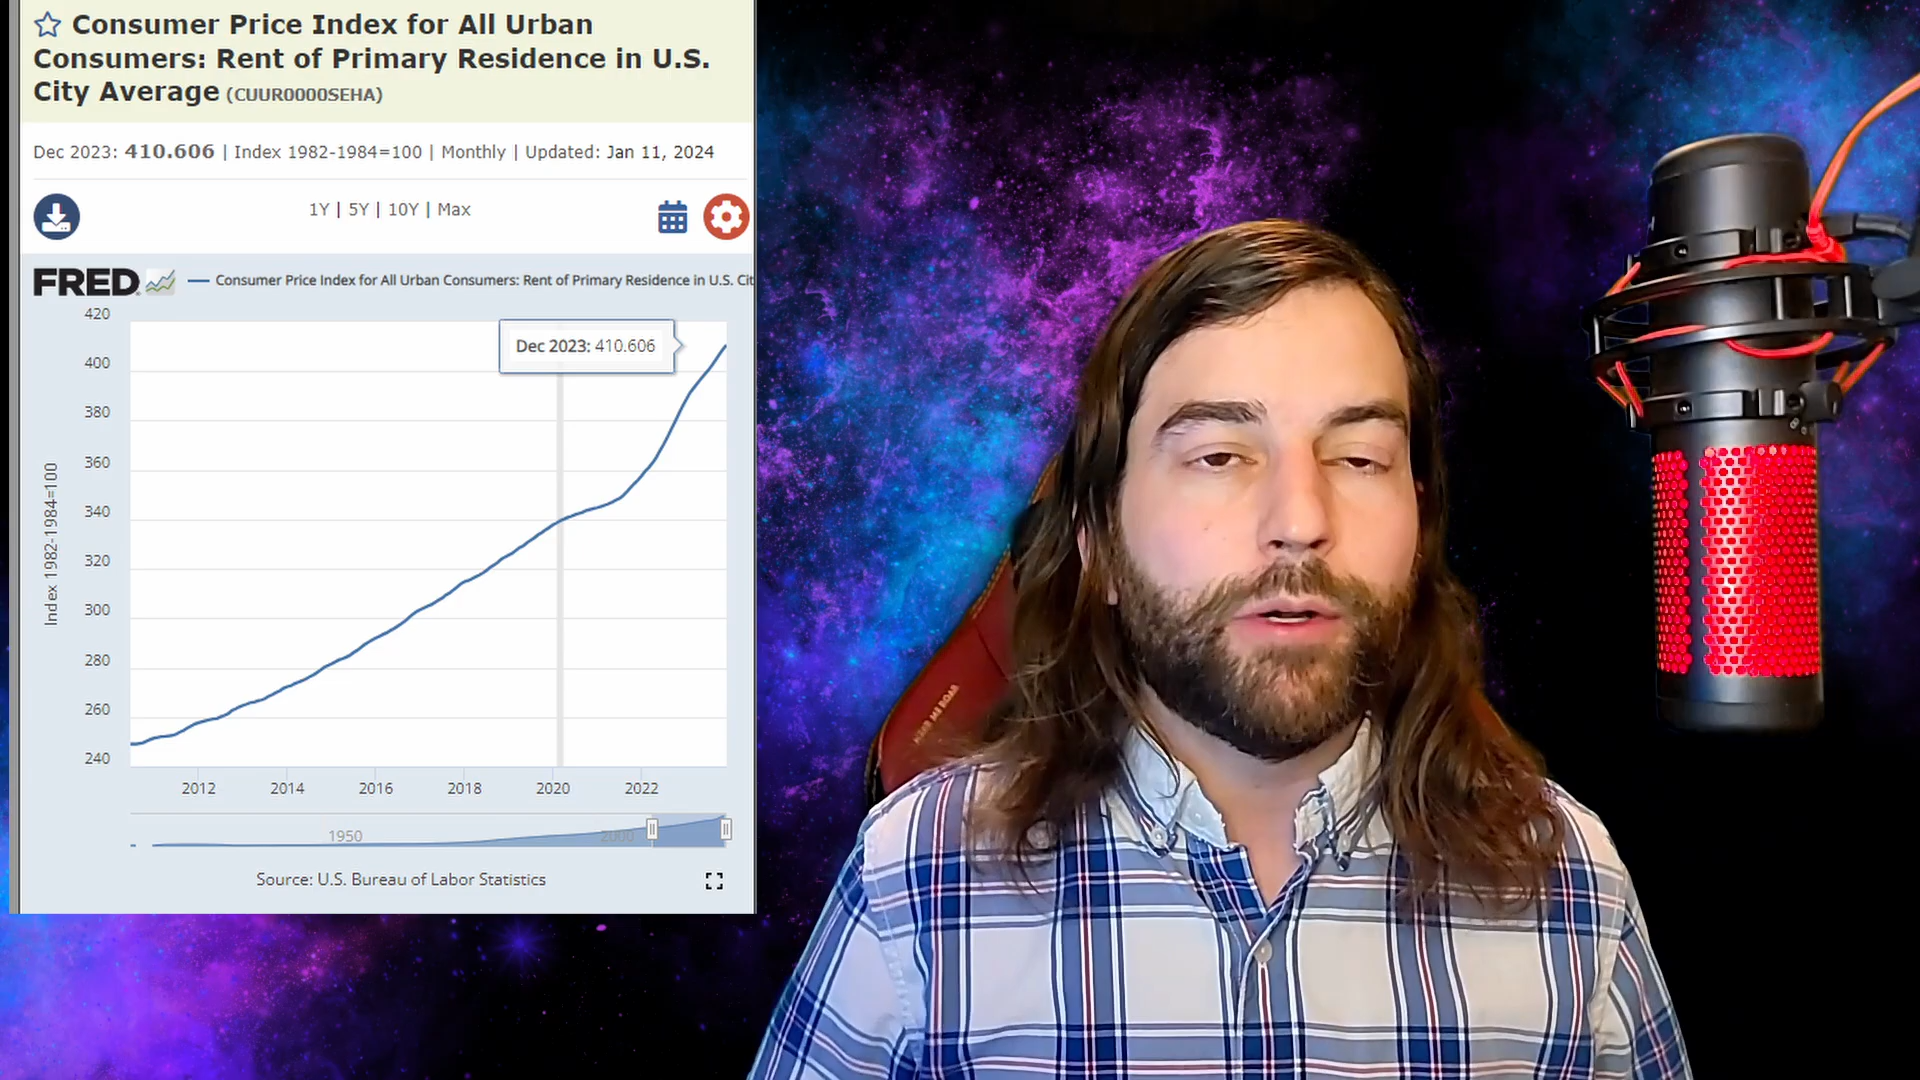 Consumer Price Index for All Urban
Consumers: Rent of Primary Residence in U.S.
City Average (CUUR0000SEHA)
Dec 2023: 410.606 | Index 1982-1984=100 | Monthly | Updated: Jan 11, 2024
1Y | 5Y | 10Y | Max
FRED
Consumer Price Index for All Urban Consumers: Rent of Primary Residence in U.S. Cit
Dec 2023: 410.606
Index 1982-1984=100
420
400
380
360
340
320
300
280
260
240
2012 2014 2016 2018 2020 2022
1950 2000
Source: U.S. Bureau of Labor Statistics